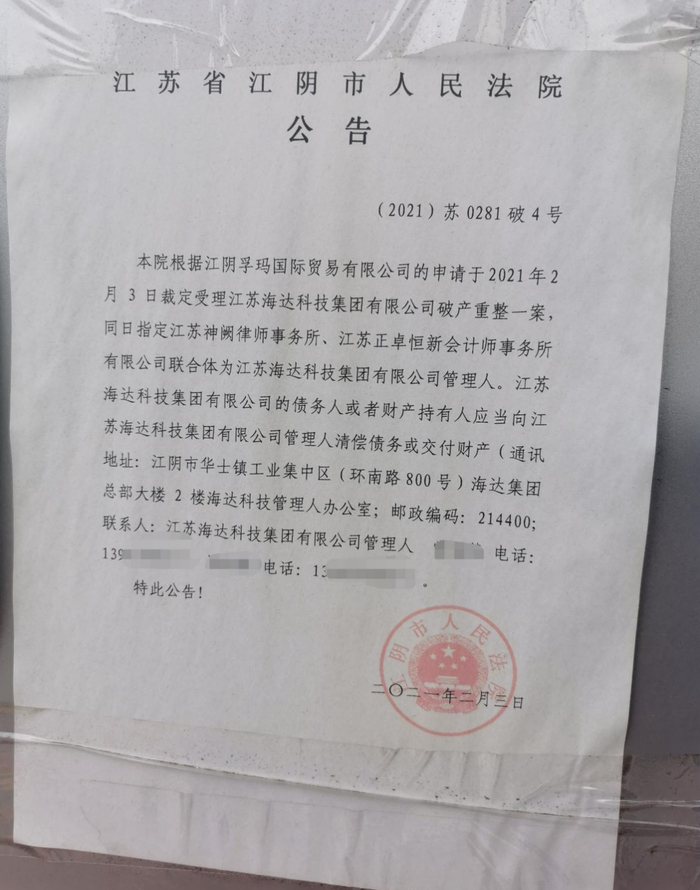 江苏省江阴市人民法院
公告
（2021）苏 0281 破 4 号
本院根据江阴孚玛国际贸易有限公司的申请于 2021 年 2
月 3 日裁定受理江苏海达科技集团有限公司破产重整一案，
同日指定江苏神阙律师事务所、江苏正卓恒新会计师事务所
有限公司联合体为江苏海达科技集团有限公司管理人。江苏
海达科技集团有限公司的债务人或者财产持有人应当向江
苏海达科技集团有限公司管理人清偿债务或交付财产（通讯
地址：江阴市华士镇工业集中区（环南路 800 号）海达集团
总部大楼 2 楼海达科技管理人办公室；邮政编码：214400；
联系人：江苏海达科技集团有限公司管理人 电话：
139 电话：13 。
特此公告！
江阴市人民法院
二〇二一年二月三日